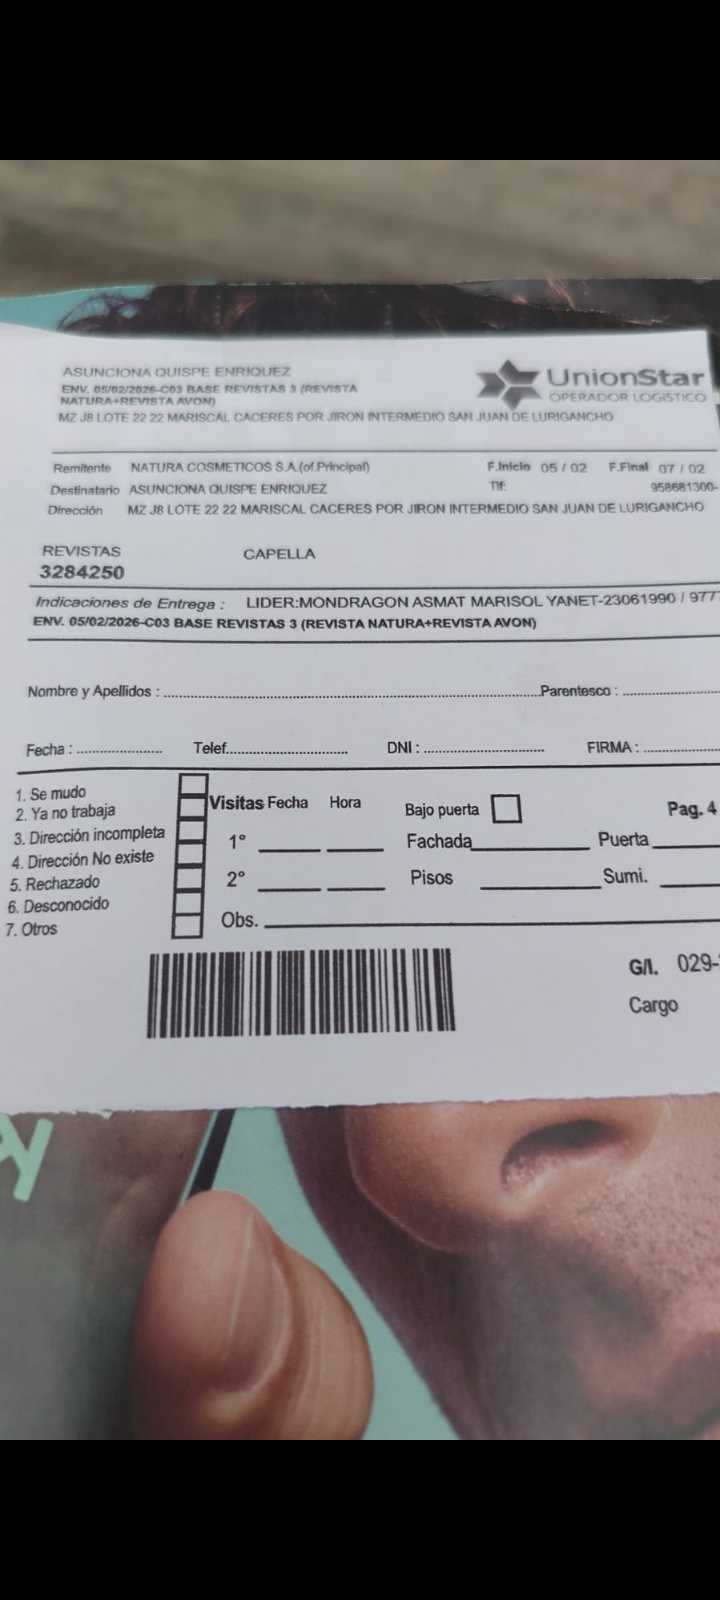 ASUNCIONA QUISPE ENRIQUEZ
ENV. 05/02/2026-C03 BASE REVISTAS 3 (REVISTA
NATURA+REVISTA AVON)
MZ J8 LOTE 22 22 MARISCAL CACERES POR JIRON INTERMEDIO SAN JUAN DE LURIGANCHO
UnionStar
OPERADOR LOGISTICO
Remitente NATURA COSMETICOS S.A.(of.Principal) F.Inicio 05 / 02 F.Final 07 / 02
Destinatario ASUNCIONA QUISPE ENRIQUEZ Tlf: 958681300-
Dirección MZ J8 LOTE 22 22 MARISCAL CACERES POR JIRON INTERMEDIO SAN JUAN DE LURIGANCHO
REVISTAS CAPELLA
3284250
Indicaciones de Entrega : LIDER:MONDRAGON ASMAT MARISOL YANET-23061990 / 977
ENV. 05/02/2026-C03 BASE REVISTAS 3 (REVISTA NATURA+REVISTA AVON)
Nombre y Apellidos : Parentesco :
Fecha : Telef. DNI : FIRMA :
1. Se mudo
2. Ya no trabaja
3. Dirección incompleta
4. Dirección No existe
5. Rechazado
6. Desconocido
7. Otros
Visitas Fecha Hora Bajo puerta Pag. 4
1° Fachada Puerta
2° Pisos Sumi.
Obs.
G/I. 029-
Cargo